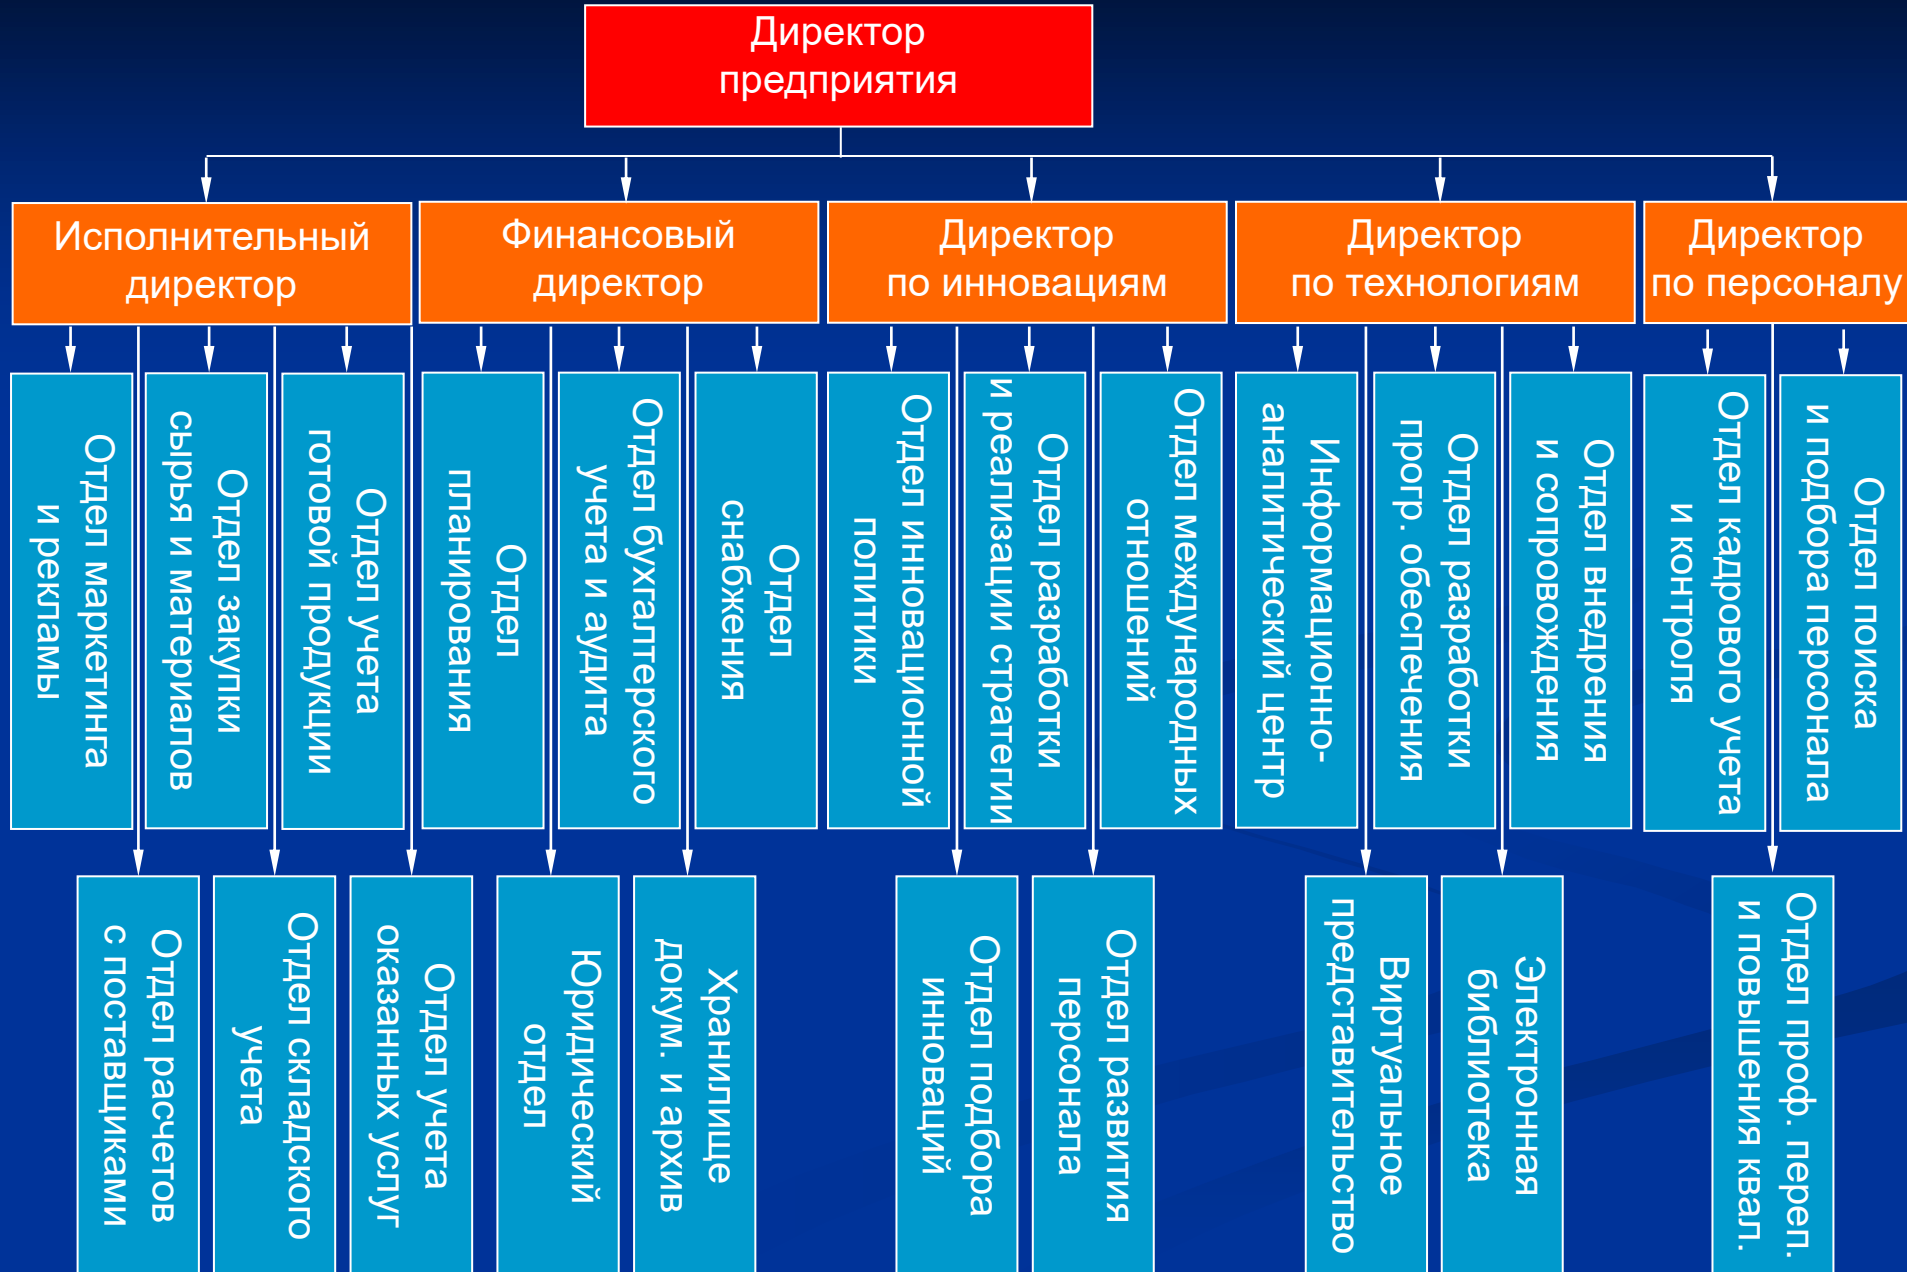 Директор
предприятия
Исполнительный
директор
Финансовый
директор
Директор
по инновациям
Директор
по технологиям
Директор
по персоналу
Отдел маркетинга
и рекламы
Отдел закупки
сырья и материалов
Отдел учета
готовой продукции
Отдел
планирования
Отдел бухгалтерского
учета и аудита
Отдел
снабжения
Отдел инновационной
политики
Отдел разработки
и реализации стратегии
Отдел международных
отношений
Информационно-
аналитический центр
Отдел разработки
прогр. обеспечения
Отдел внедрения
и сопровождения
Отдел кадрового учета
и контроля
Отдел поиска
и подбора персонала
Отдел расчетов
с поставщиками
Отдел складского
учета
Отдел учета
оказанных услуг
Юридический
отдел
Хранилище
докум. и архив
Отдел подбора
инноваций
Отдел развития
персонала
Виртуальное
представительство
Электронная
библиотека
Отдел проф. переп.
и повышения квал.